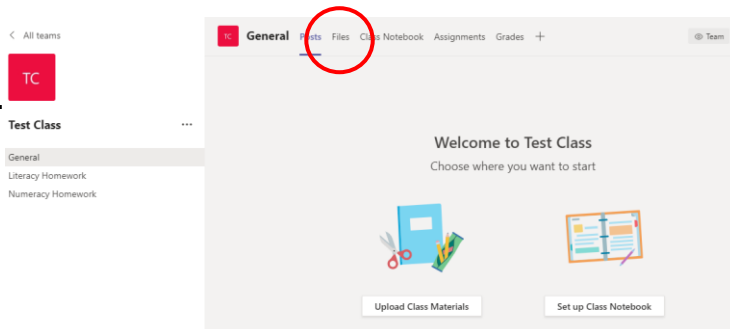 All teams
TC
Test Class ...
General
Literacy Homework
Numeracy Homework
TC General Posts Files Class Notebook Assignments Grades + Team
Welcome to Test Class
Choose where you want to start
Upload Class Materials Set up Class Notebook